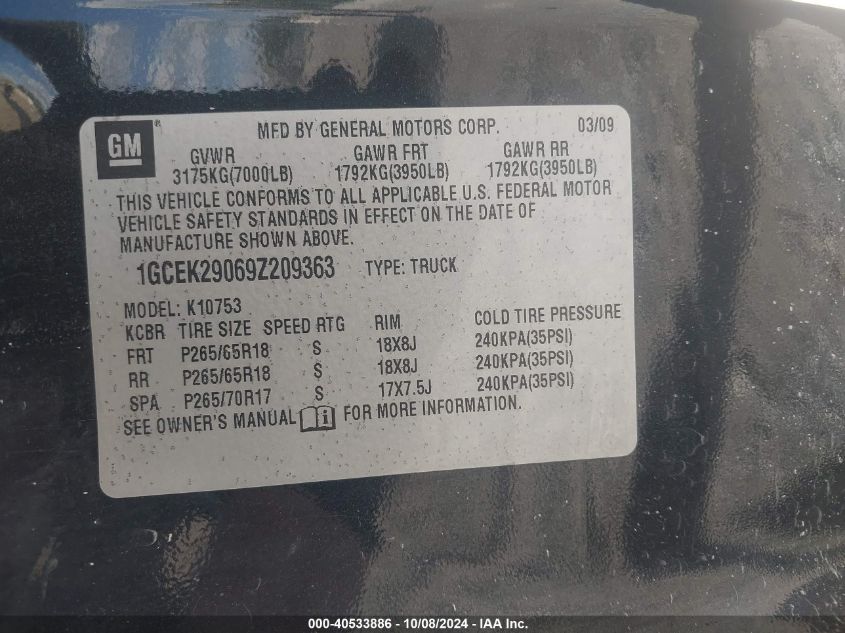 GM ® MFD BY GENERAL MOTORS CORP. 03/09
GVWR GAWR FRT GAWR RR
3175KG(7000LB) 1792KG(3950LB) 1792KG(3950LB)
THIS VEHICLE CONFORMS TO ALL APPLICABLE U.S. FEDERAL MOTOR
VEHICLE SAFETY STANDARDS IN EFFECT ON THE DATE OF
MANUFACTURE SHOWN ABOVE.
1GCEK29069Z209363 TYPE: TRUCK
MODEL: K10753
KCBR TIRE SIZE SPEED RTG RIM COLD TIRE PRESSURE
FRT P265/65R18 S 18X8J 240KPA(35PSI)
RR P265/65R18 S 18X8J 240KPA(35PSI)
SPA P265/70R17 S 17X7.5J 240KPA(35PSI)
SEE OWNER'S MANUAL i FOR MORE INFORMATION.
000-40533886 - 10/08/2024 - IAA Inc.